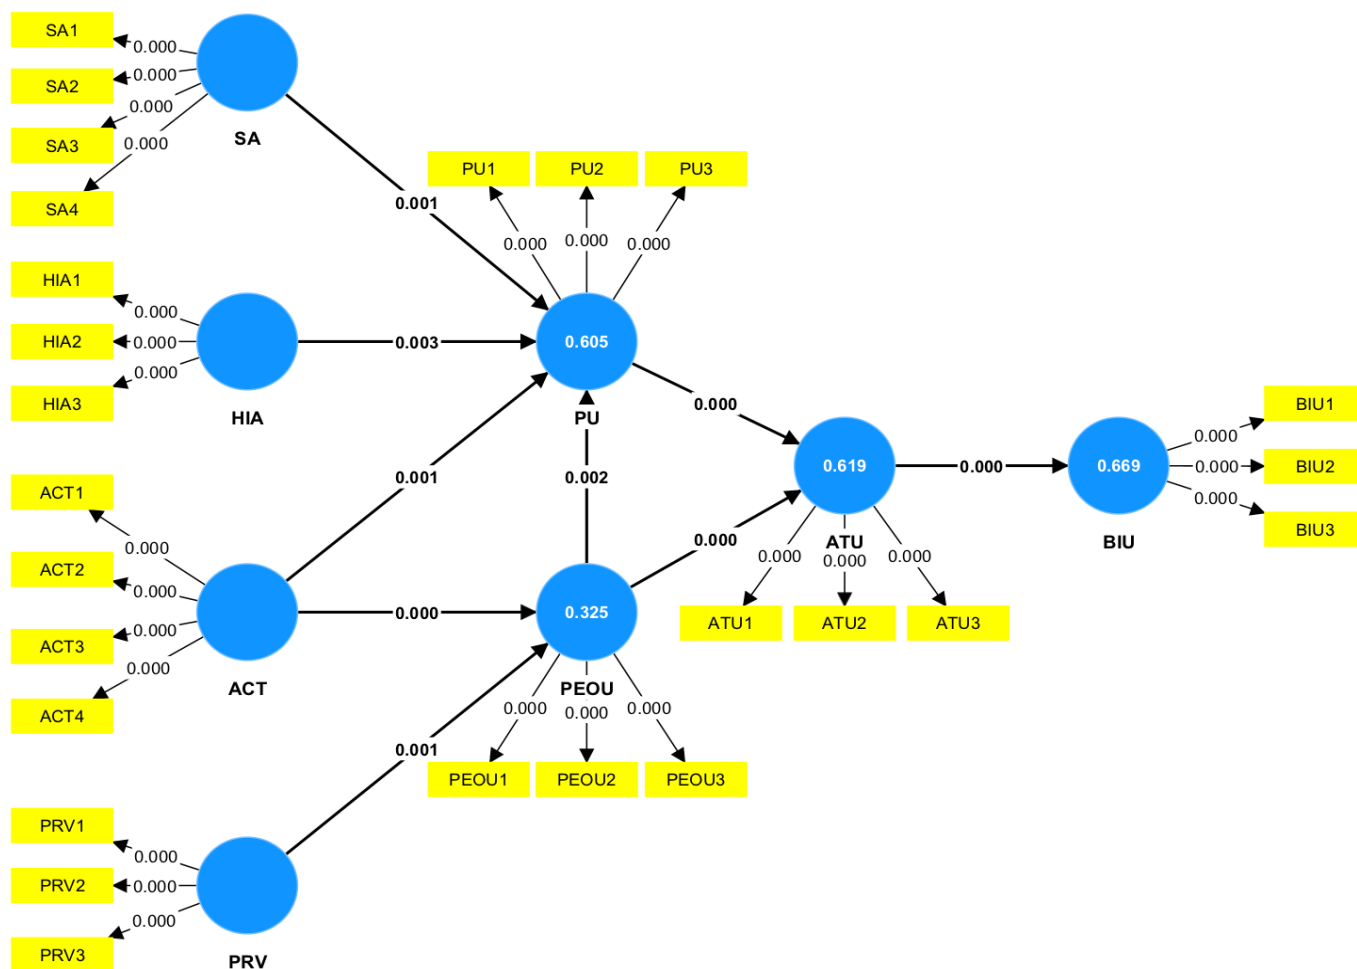 SA1
0.000
SA2
0.000
0.000
SA3
0.000
SA4
SA
0.001
PU1
PU2
PU3
0.000
0.000
0.000
HIA1
0.000
HIA2
0.000
0.000
HIA3
HIA
0.003
0.605
PU
0.000
0.001
0.002
ACT1
0.000
ACT2
0.000
ACT3
0.000
0.000
ACT4
ACT
0.000
0.325
PEOU
0.000
0.000
0.000
PEOU1
PEOU2
PEOU3
0.000
0.619
ATU
0.000
0.000
0.000
ATU1
ATU2
ATU3
0.000
0.669
BIU
0.000
BIU1
0.000
BIU2
0.000
BIU3
0.001
PRV1
0.000
PRV2
0.000
0.000
PRV3
PRV